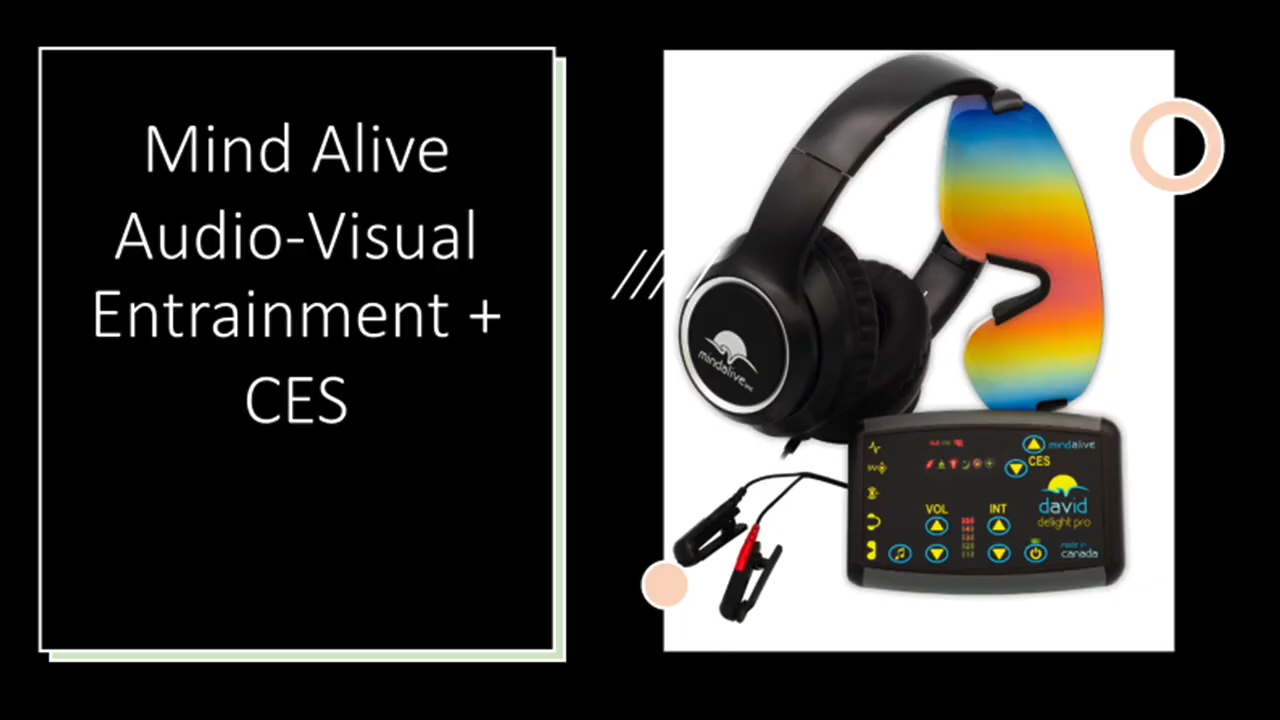 Mind Alive
Audio-Visual
Entrainment +
CES
mindalive
mindalive
CES
VOL
INT
david
delight pro
made in
canada